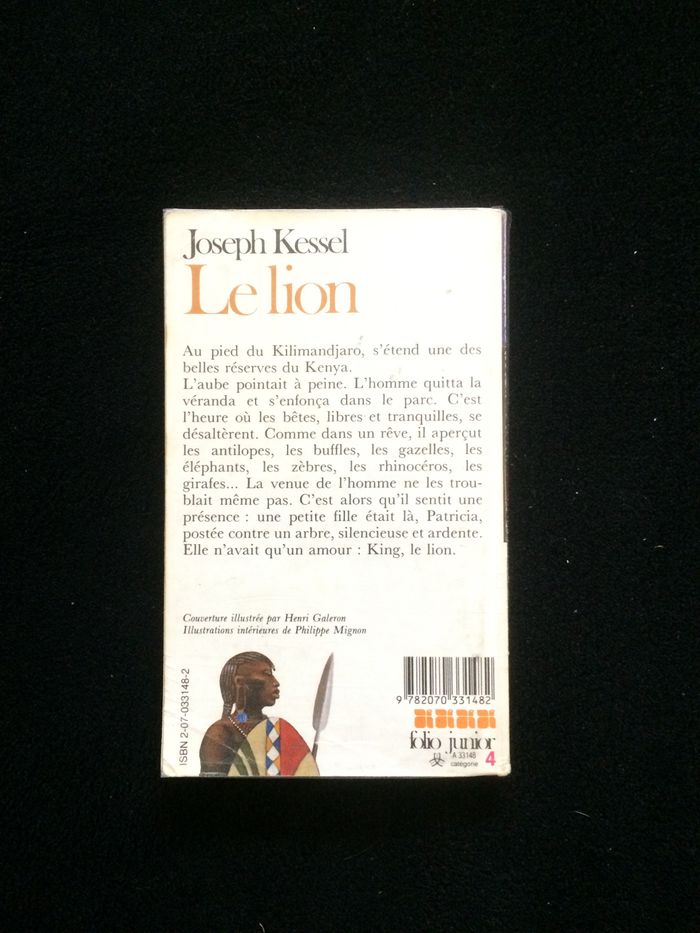 Joseph Kessel
Le lion
Au pied du Kilimandjaro, s'étend une des
belles réserves du Kenya.
L'aube pointait à peine. L'homme quitta la
véranda et s'enfonça dans le parc. C'est
l'heure où les bêtes, libres et tranquilles, se
désaltèrent. Comme dans un rêve, il aperçut
les antilopes, les buffles, les gazelles, les
éléphants, les zèbres, les rhinocéros, les
girafes... La venue de l'homme ne les trou-
blait même pas. C'est alors qu'il sentit une
présence : une petite fille était là, Patricia,
postée contre un arbre, silencieuse et ardente.
Elle n'avait qu'un amour : King, le lion.
Couverture illustrée par Henri Galeron
Illustrations intérieures de Philippe Mignon
ISBN 2-07-033148-2
9 782070 331482
folio junior
A 33148
catégorie 4